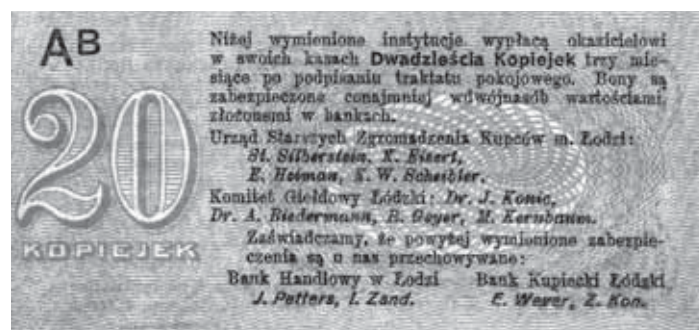 AB
20
KOPIEJEK
Niżej wymienione instytucje wypłacą okazicielowi
w swoich kasach Dwadzieścia Kopiejek trzy mie-
siące po podpisaniu traktatu pokojowego. Bony są
zabezpieczone conajmniej wdwójnasób wartościami,
złożonemi w bankach.
Urząd Starszych Zgromadzenia Kupców m. Łodzi:
St. Silberstein, K. Eisert,
E. Heiman, K. W. Scheibler,
Komitet Giełdowy Łódzki: Dr. J. Konic,
Dr. A. Biedermann, R. Geyer, M. Kernbaum.
Zaświadczamy, że powyżej wymienione zabezpie-
czenia są u nas przechowywane:
Bank Handlowy w Łodzi Bank Kupiecki Łódzki
J. Petters, I. Zand. E. Wever, Z. Kon.